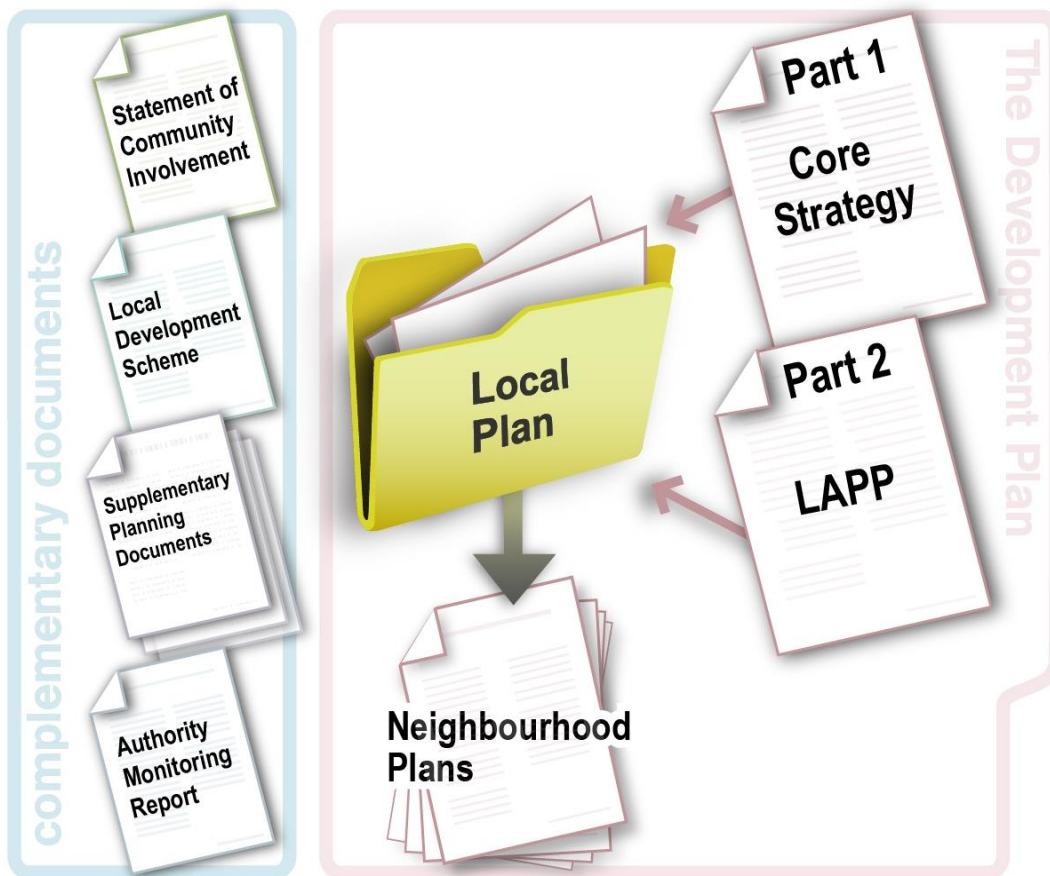 complementary documents
Statement of
Community
Involvement
Local
Development
Scheme
Supplementary
Planning
Documents
Authority
Monitoring
Report
The Development Plan
Part 1
Core
Strategy
Part 2
LAPP
Local
Plan
Neighbourhood
Plans